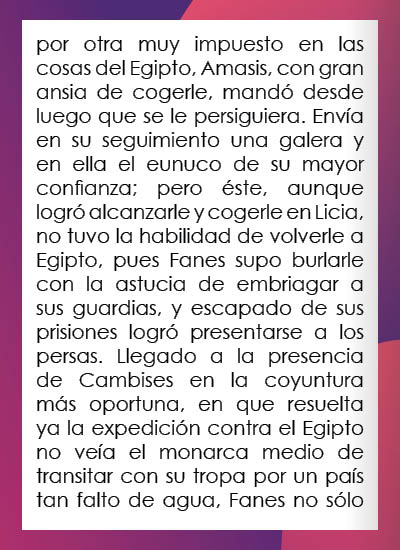 por otra muy impuesto en las
cosas del Egipto, Amasis, con gran
ansia de cogerle, mandó desde
luego que se le persiguiera. Envía
en su seguimiento una galera y
en ella el eunuco de su mayor
confianza; pero éste, aunque
logró alcanzarle y cogerle en Licia,
no tuvo la habilidad de volverle a
Egipto, pues Fanes supo burlarle
con la astucia de embriagar a
sus guardias, y escapado de sus
prisiones logró presentarse a los
persas. Llegado a la presencia
de Cambises en la coyuntura
más oportuna, en que resuelta
ya la expedición contra el Egipto
no veía el monarca medio de
transitar con su tropa por un país
tan falto de agua, Fanes no sólo